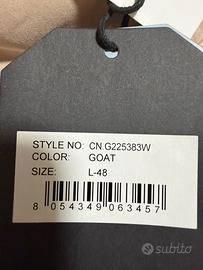 STYLE NO: CN.G225383W
COLOR: GOAT
SIZE: L-48
8 054349 063457
subito